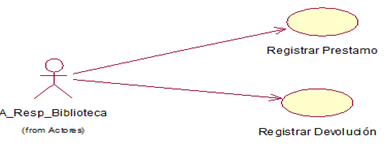 Registrar Prestamo
A_Resp_Biblioteca
(from Actores)
Registrar Devolución